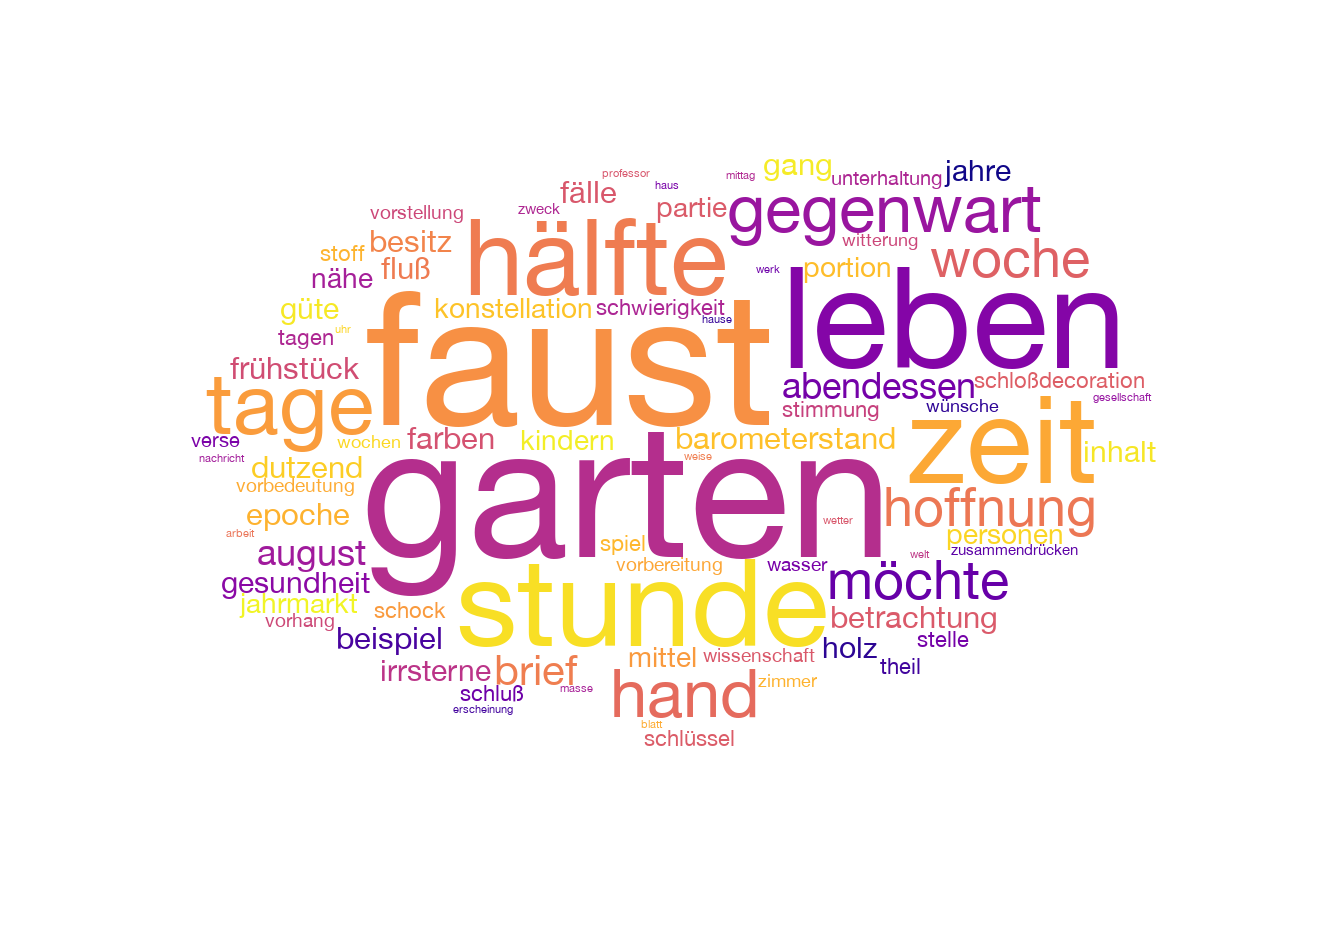 professor
mittag
gang
jahre
unterhaltung
haus
fälle
zweck
partie
vorstellung
gegenwart
besitz
hälfte
witterung
stoff
fluß
woche
werk
portion
nähe
güte
konstellation
schwierigkeit
leben
hause
uhr
tagen
faust
frühstück
tage
abendessen
schloßdecoration
gesellschaft
stimmung
wünsche
verse
wochen
farben
kindern
barometerstand
zeit
inhalt
nachricht
weise
dutzend
vorbedeutung
garten
hoffnung
epoche
wetter
arbeit
personen
spiel
zusammendrücken
august
welt
vorbereitung
wasser
gesundheit
stunde
möchte
jahrmarkt
schock
vorhang
betrachtung
beispiel
stelle
holz
mittel
wissenschaft
theil
irrsterne
brief
zimmer
schluß
masse
hand
erscheinung
blatt
schlüssel